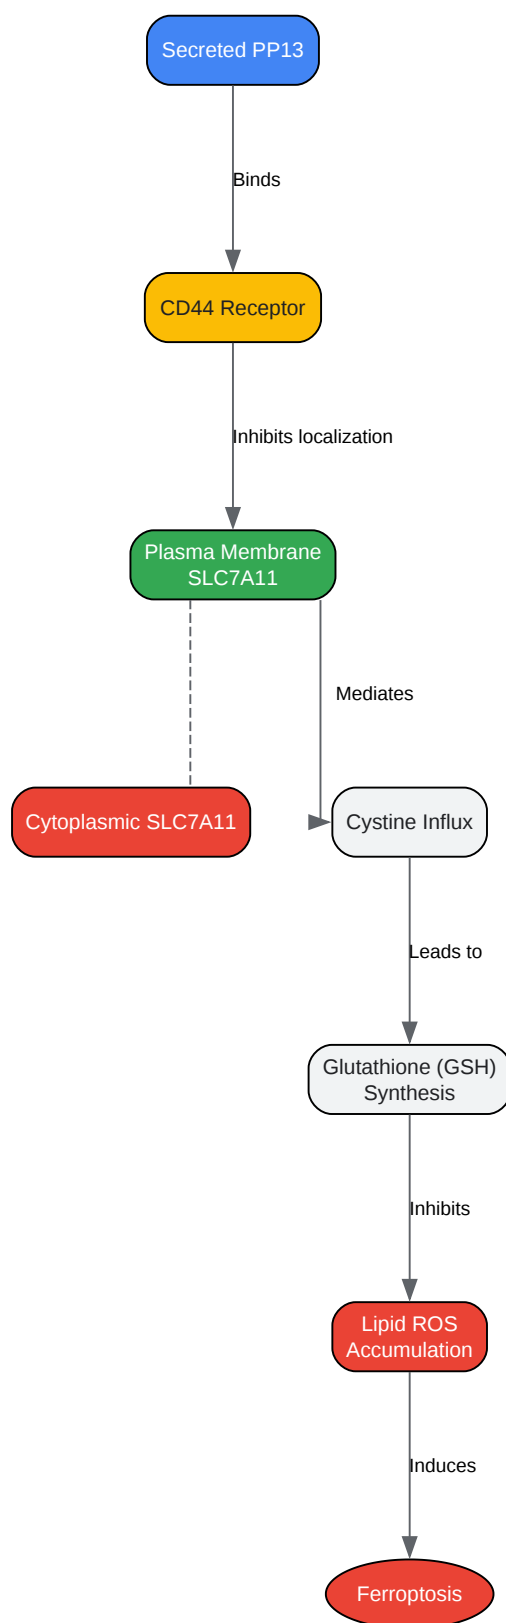 Secreted PP13
Binds
CD44 Receptor
Inhibits localization
Plasma Membrane
SLC7A11
Mediates
Cytoplasmic SLC7A11
Cystine Influx
Leads to
Glutathione (GSH)
Synthesis
Inhibits
Lipid ROS
Accumulation
Induces
Ferroptosis